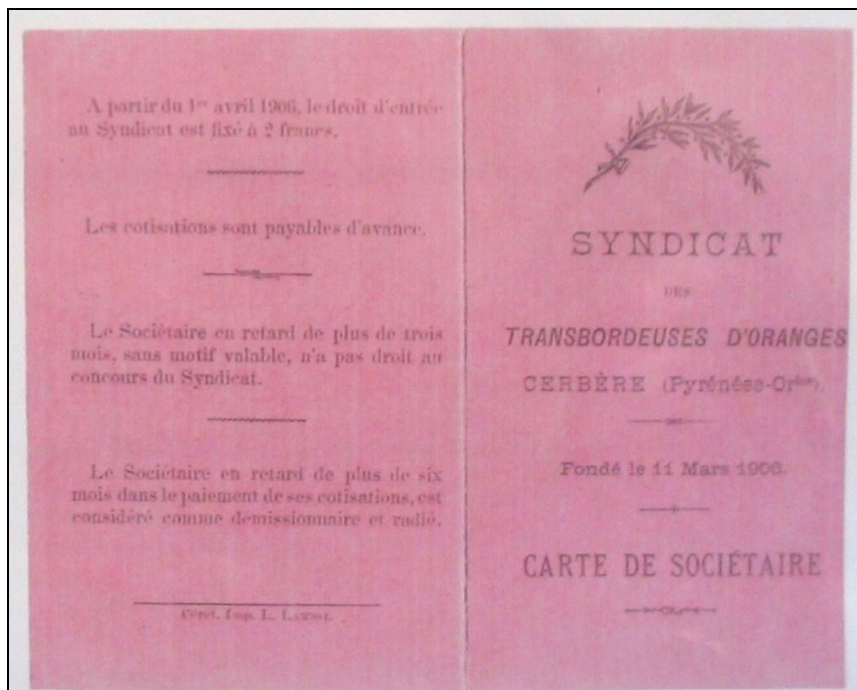 A partir du 1er avril 1906, le droit d'entrée
au Syndicat est fixé à 2 francs.
Les cotisations sont payables d'avance.
Le Sociétaire en retard de plus de trois
mois, sans motif valable, n'a pas droit au
concours du Syndicat.
Le Sociétaire en retard de plus de six
mois dans le paiement de ses cotisations, est
considéré comme démissionnaire et radié.
Céret. Imp. L.
SYNDICAT
DES
TRANSBORDEUSES D'ORANGES
CERBÈRE (Pyrénées-Orles).
Fondé le 11 Mars 1906.
CARTE DE SOCIÉTAIRE